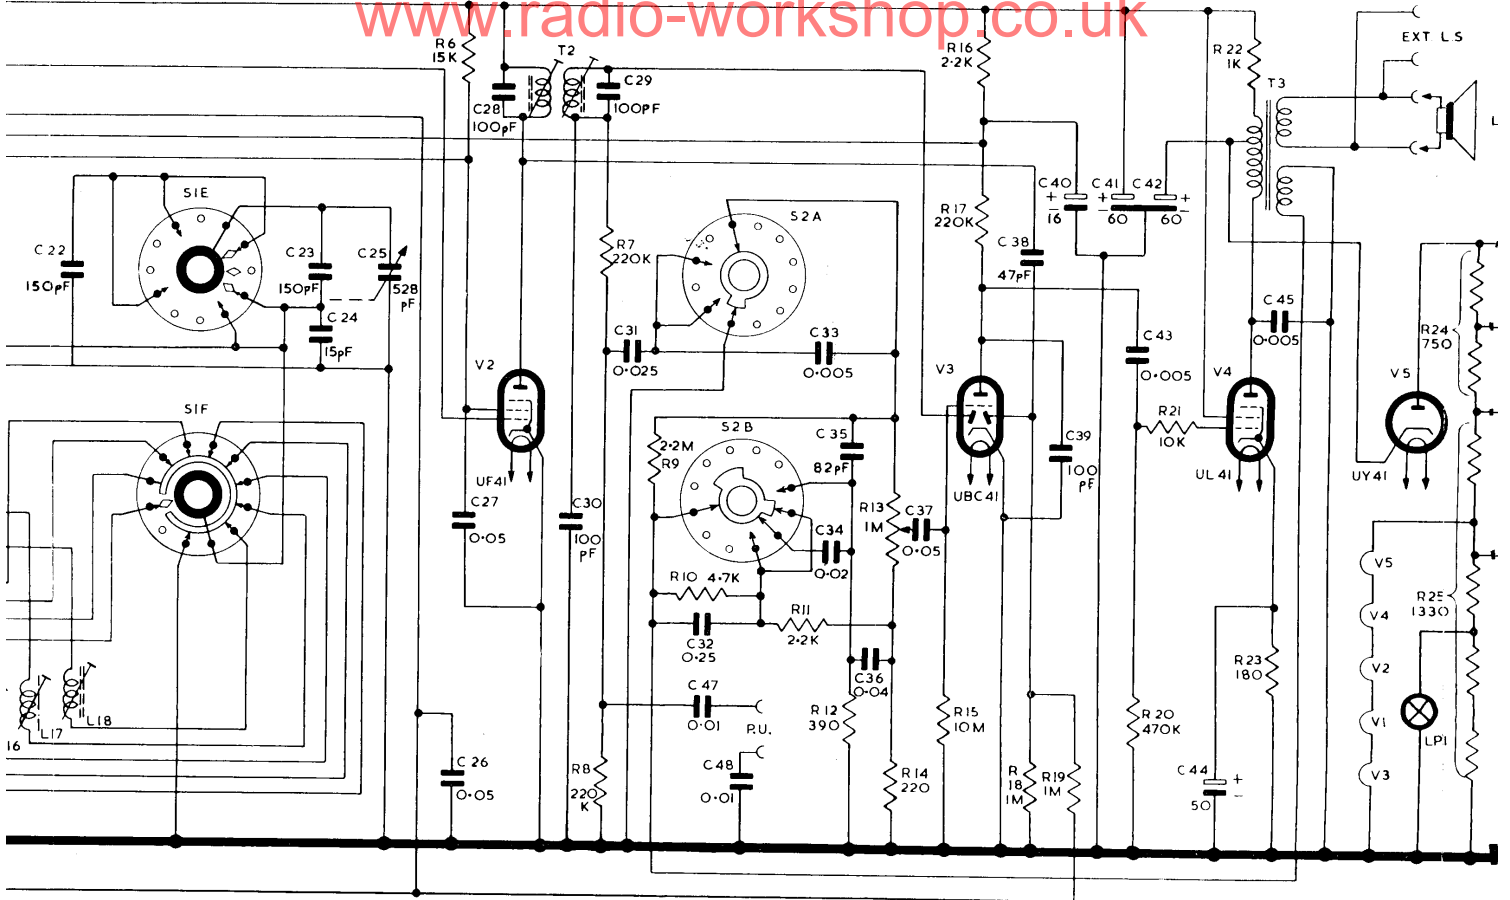 www.radio-workshop.co.uk
R6
15K
T2
C28
100pF
C29
100PF
R16
2·2K
R22
1K
T3
EXT L.S
L
S1E
C22
150PF
C23
150PF
C24
15pF
C25
528
PF
R7
220K
S2A
R17
220K
C38
47pF
C40
+
16
C41
+
60
C42
+
60
C31
0·025
C33
0·005
V2
UF41
V3
UBC41
C43
0·005
C45
0·005
V4
UL41
R21
10K
V5
UY41
R24
750
S1F
2·2M
R9
S2B
C35
82pF
C34
0·02
R13
1M
C37
0·05
C39
100
PF
C27
0·05
C30
100
PF
R10 4·7K
R11
2·2K
C32
0·25
C36
0·04
C47
0·01
P.U.
C48
0·01
R12
390
R14
220
R15
10M
R
18
1M
R19
1M
R20
470K
R23
180
C44
+
50
V5
V4
V2
V1
V3
R25
1330
LP1
16
L17
L18
C26
0·05
R8
220
K